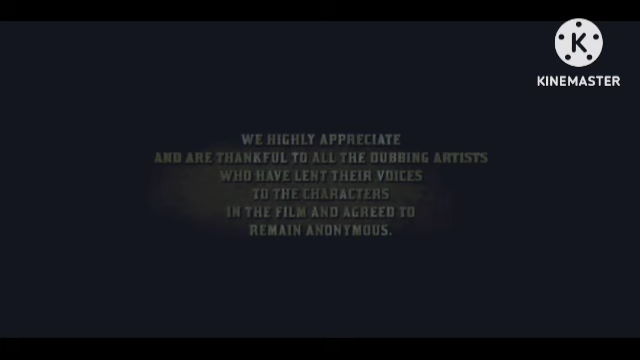 K
KINEMASTER
WE HIGHLY APPRECIATE
AND ARE THANKFUL TO ALL THE DUBBING ARTISTS
WHO HAVE LENT THEIR VOICES
TO THE CHARACTERS
IN THE FILM AND AGREED TO
REMAIN ANONYMOUS.